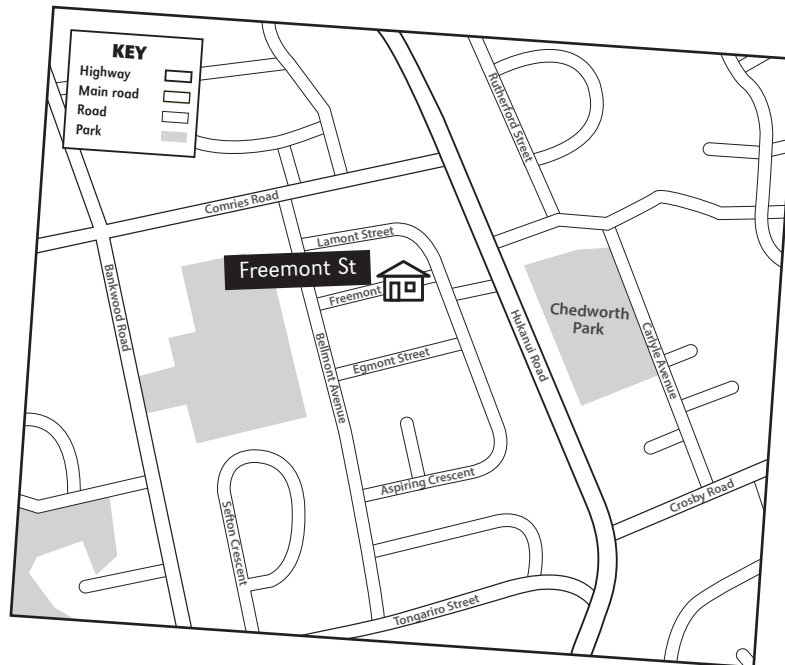 KEY
Highway
Main road
Road
Park
Rutherford Street
Comries Road
Lamont Street
Freemont St
Freemont
Bankwood Road
Bellmont Avenue
Egmont Street
Hukanui Road
Chedworth
Park
Carlyle Avenue
Aspiring Crescent
Sefton Crescent
Crosby Road
Tongariro Street